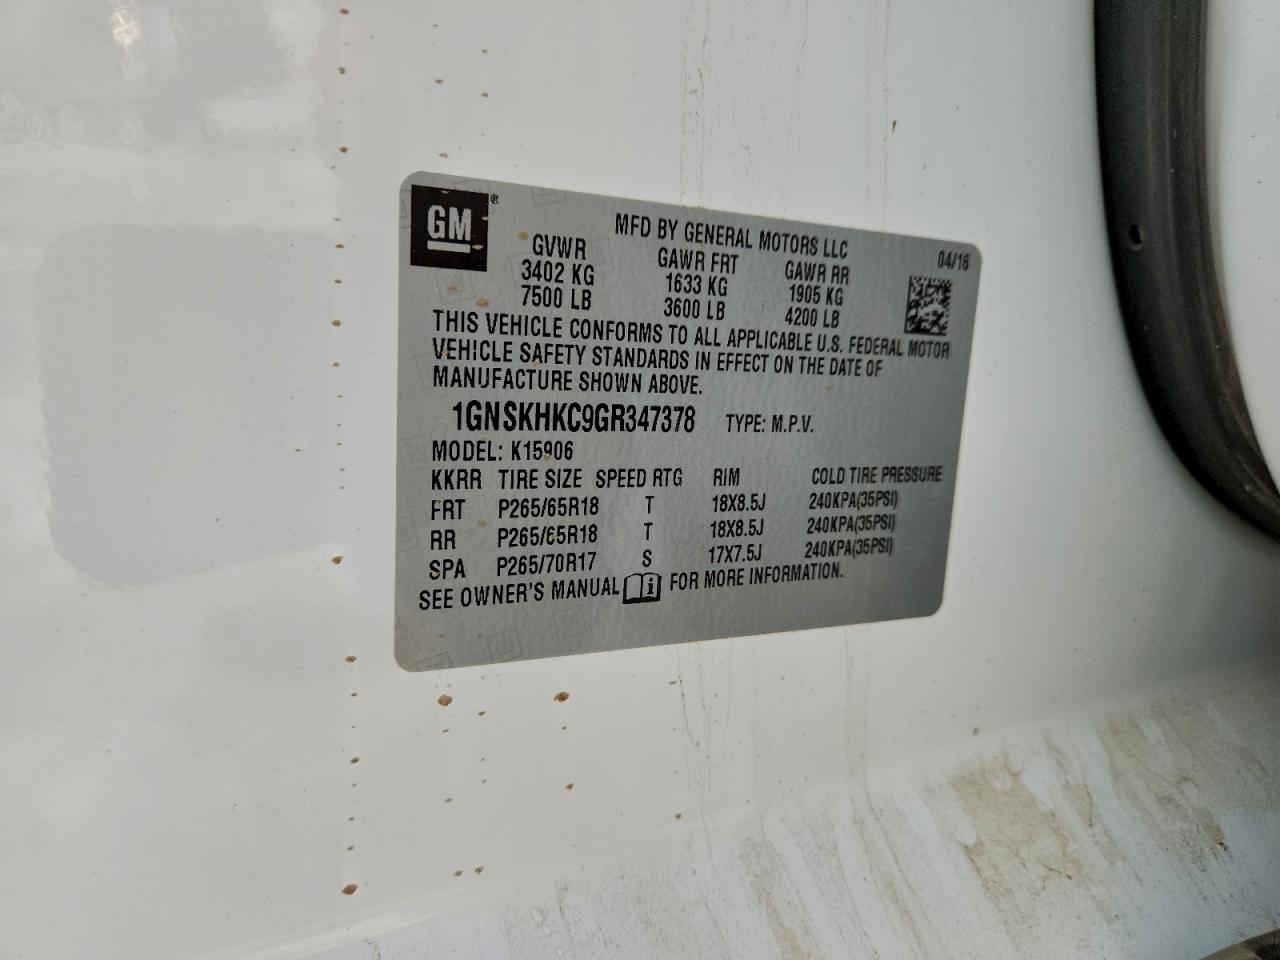 GM®
MFD BY GENERAL MOTORS LLC
04/16
GVWR GAWR FRT GAWR RR
3402 KG 1633 KG 1905 KG
7500 LB 3600 LB 4200 LB
THIS VEHICLE CONFORMS TO ALL APPLICABLE U.S. FEDERAL MOTOR
VEHICLE SAFETY STANDARDS IN EFFECT ON THE DATE OF
MANUFACTURE SHOWN ABOVE.
1GNSKHKC9GR347378 TYPE: M.P.V.
MODEL: K15906
KKRR TIRE SIZE SPEED RTG RIM COLD TIRE PRESSURE
FRT P265/65R18 T 18X8.5J 240KPA(35PSI)
RR P265/65R18 T 18X8.5J 240KPA(35PSI)
SPA P265/70R17 S 17X7.5J 240KPA(35PSI)
SEE OWNER'S MANUAL i FOR MORE INFORMATION.